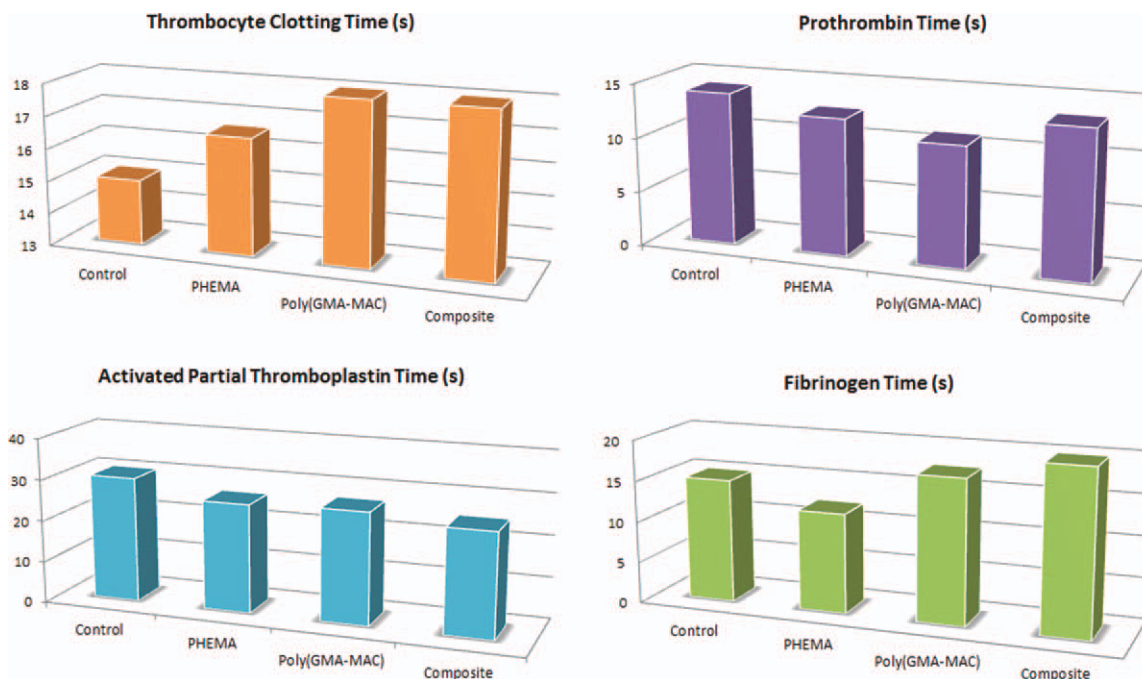 Thrombocyte Clotting Time (s)
18
17
16
15
14
13
Control
PHEMA
Poly(GMA-MAC)
Composite
Prothrombin Time (s)
15
10
5
0
Control
PHEMA
Poly(GMA-MAC)
Composite
Activated Partial Thromboplastin Time (s)
40
30
20
10
0
Control
PHEMA
Poly(GMA-MAC)
Composite
Fibrinogen Time (s)
20
15
10
5
0
Control
PHEMA
Poly(GMA-MAC)
Composite